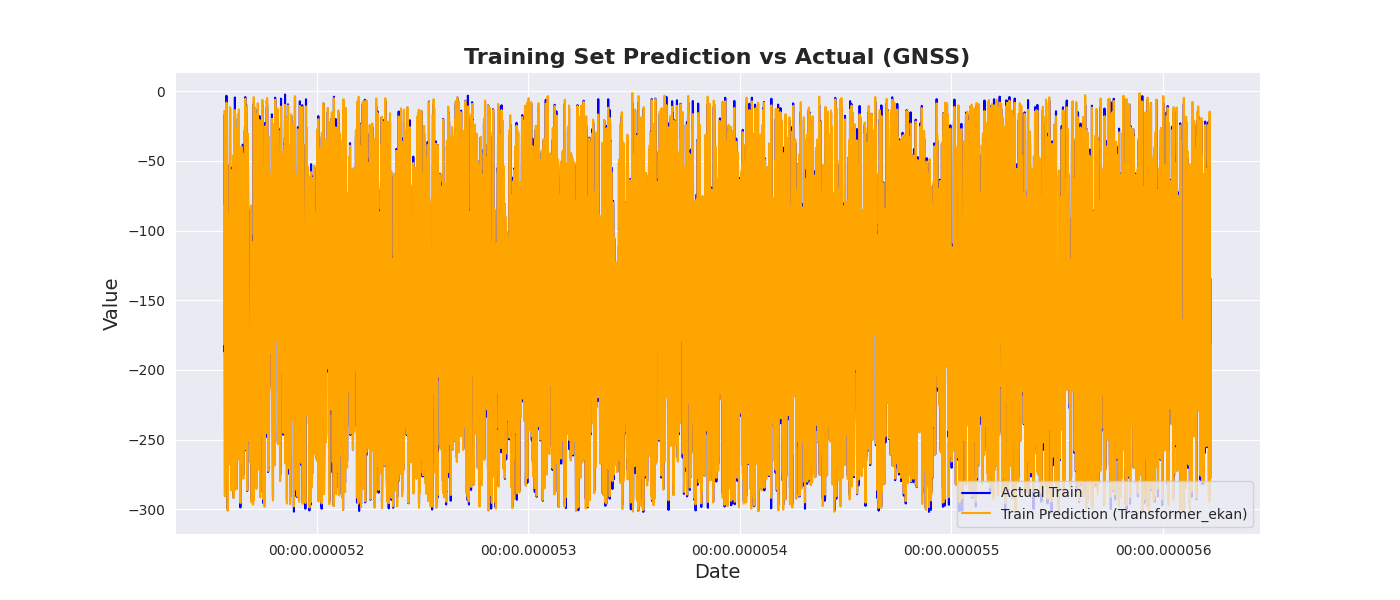 Training Set Prediction vs Actual (GNSS)
0
−50
−100
−150
−200
−250
−300
Value
Actual Train
Train Prediction (Transformer_ekan)
00:00.000052
00:00.000053
00:00.000054
00:00.000055
00:00.000056
Date